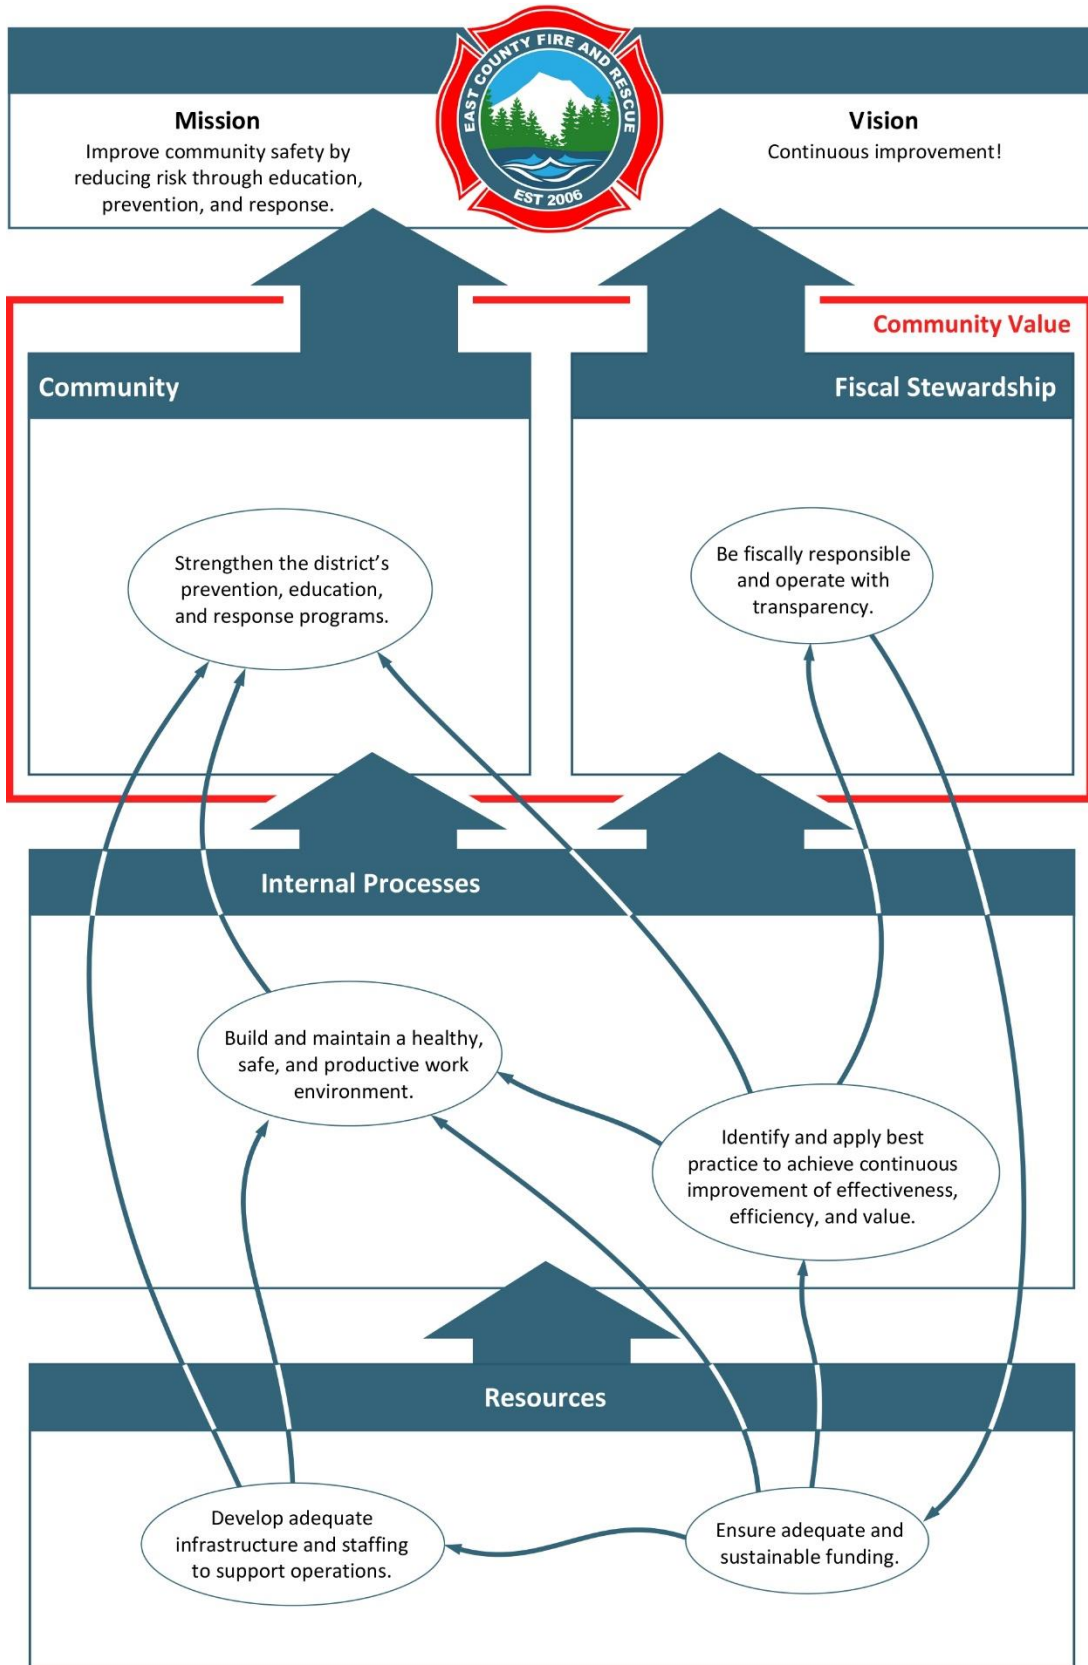 EAST COUNTY FIRE AND RESCUE
EST 2006
Mission
Improve community safety by
reducing risk through education,
prevention, and response.
Vision
Continuous improvement!
Community Value
Community
Fiscal Stewardship
Strengthen the district’s
prevention, education,
and response programs.
Be fiscally responsible
and operate with
transparency.
Internal Processes
Build and maintain a healthy,
safe, and productive work
environment.
Identify and apply best
practice to achieve continuous
improvement of effectiveness,
efficiency, and value.
Resources
Develop adequate
infrastructure and staffing
to support operations.
Ensure adequate and
sustainable funding.